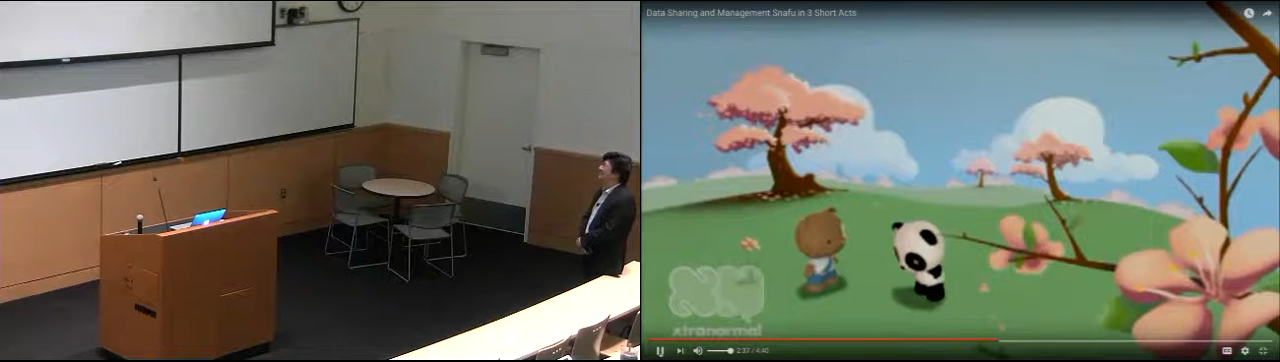 Data Sharing and Management Snafu in 3 Short Acts
xtranormal
2:37 / 4:40